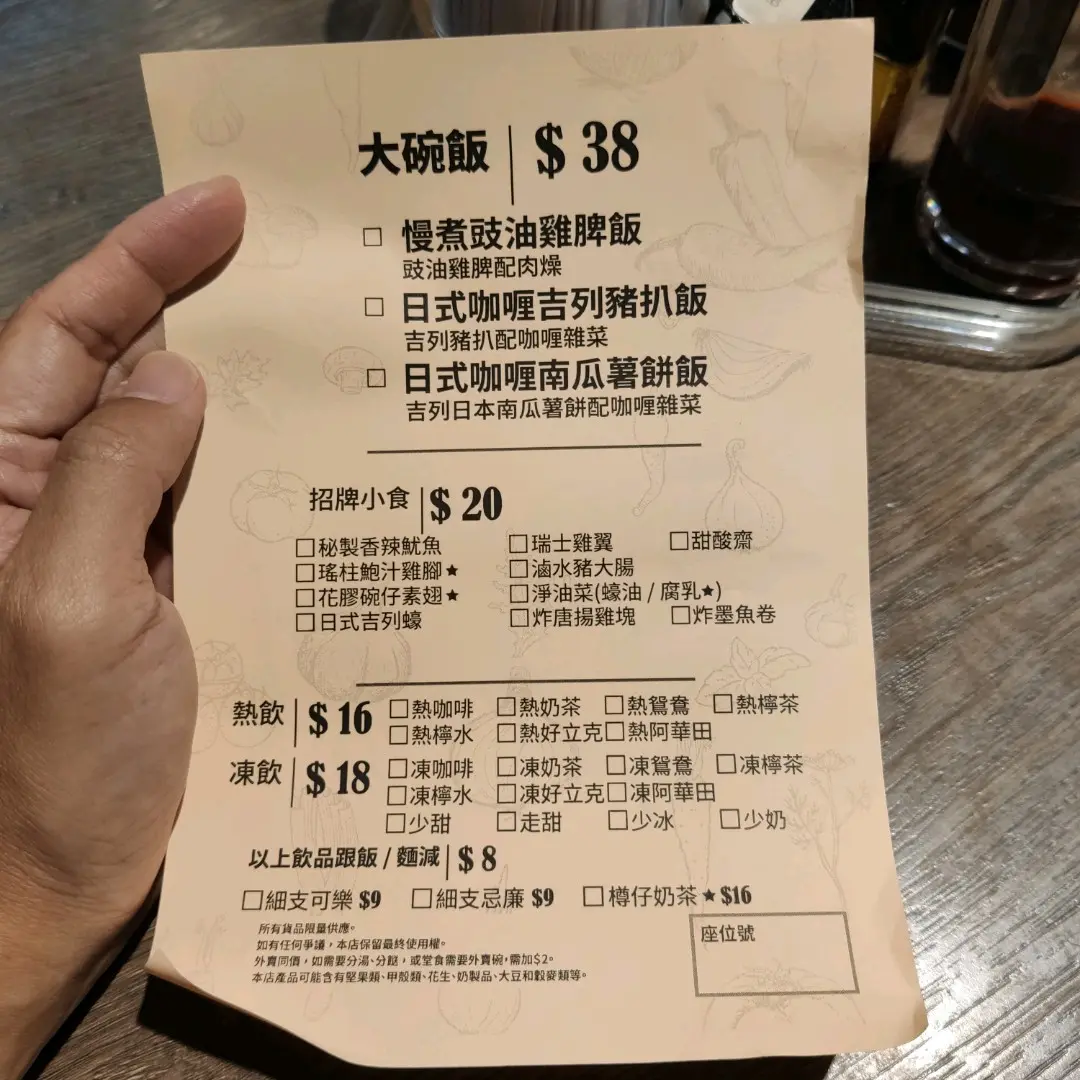 大碗飯 $ 38
□ 慢煮豉油雞脾飯
豉油雞脾配肉燥
□ 日式咖喱吉列豬扒飯
吉列豬扒配咖喱雜菜
□ 日式咖喱南瓜薯餅飯
吉列日本南瓜薯餅配咖喱雜菜
招牌小食 $ 20
□秘製香辣魷魚 □瑞士雞翼 □甜酸齋
□瑤柱鮑汁雞腳★ □滷水豬大腸
□花膠碗仔素翅★ □淨油菜(蠔油 / 腐乳★)
□日式吉列蠔 □炸唐揚雞塊 □炸墨魚卷
熱飲 $ 16 □熱咖啡 □熱奶茶 □熱鴛鴦 □熱檸茶
□熱檸水 □熱好立克 □熱阿華田
凍飲 $ 18 □凍咖啡 □凍奶茶 □凍鴛鴦 □凍檸茶
□凍檸水 □凍好立克 □凍阿華田
□少甜 □走甜 □少冰 □少奶
以上飲品跟飯 / 麵減 $ 8
□細支可樂 $9 □細支忌廉 $9 □樽仔奶茶★ $16
所有貨品限量供應。
如有任何爭議，本店保留最終使用權。
外賣同價，如需要分湯、分餸，或堂食需要外賣碗，需加$2。
本店產品可能含有堅果類、甲殼類、花生、奶製品、大豆和穀麥類等。
座位號